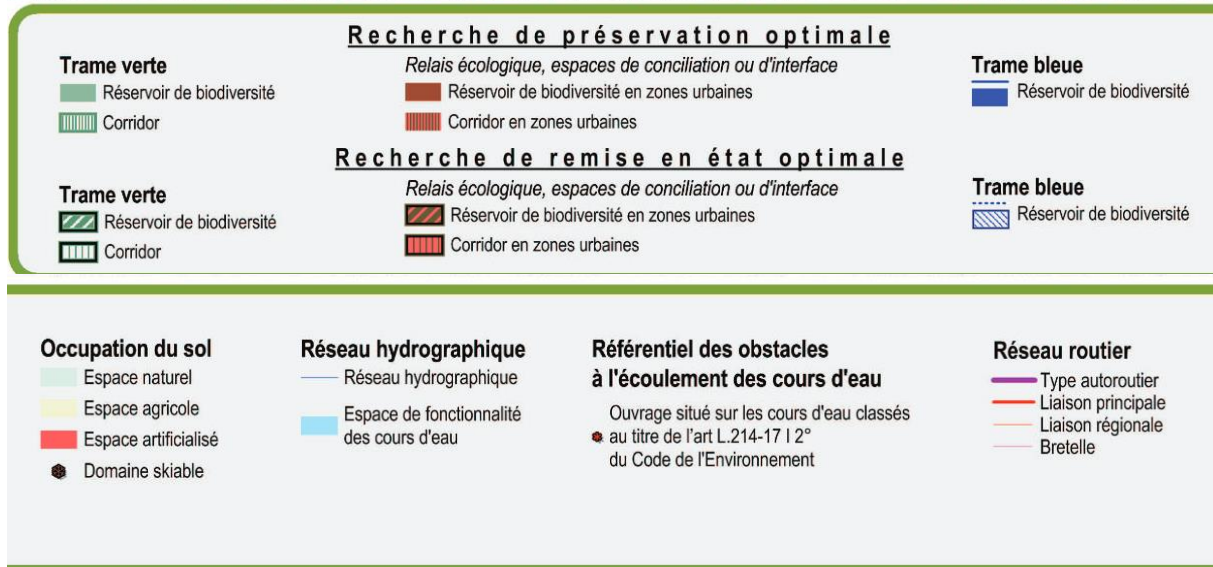 Recherche de préservation optimale
Trame verte
Réservoir de biodiversité
Corridor
Relais écologique, espaces de conciliation ou d'interface
Réservoir de biodiversité en zones urbaines
Corridor en zones urbaines
Trame bleue
Réservoir de biodiversité
Recherche de remise en état optimale
Trame verte
Réservoir de biodiversité
Corridor
Relais écologique, espaces de conciliation ou d'interface
Réservoir de biodiversité en zones urbaines
Corridor en zones urbaines
Trame bleue
Réservoir de biodiversité
Occupation du sol
Espace naturel
Espace agricole
Espace artificialisé
Domaine skiable
Réseau hydrographique
Réseau hydrographique
Espace de fonctionnalité
des cours d'eau
Référentiel des obstacles
à l'écoulement des cours d'eau
Ouvrage situé sur les cours d'eau classés
au titre de l'art L.214-17 I 2°
du Code de l'Environnement
Réseau routier
Type autoroutier
Liaison principale
Liaison régionale
Bretelle